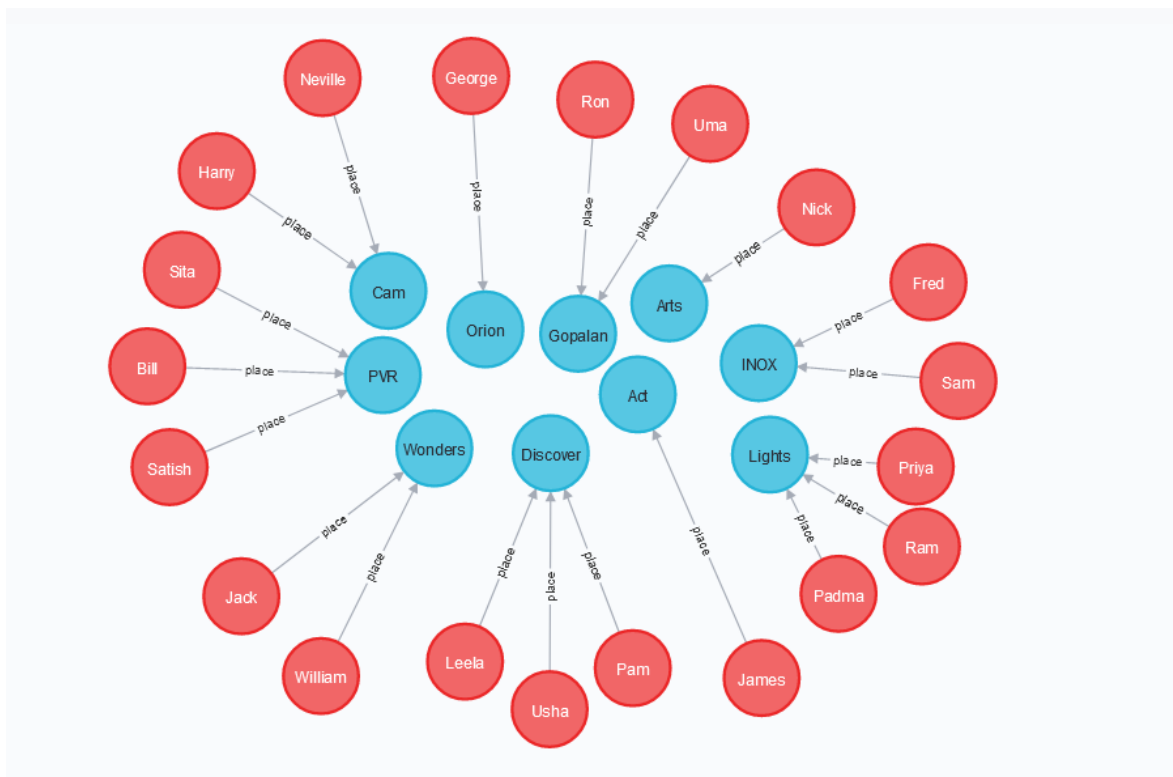 Neville
George
Ron
Uma
Harry
place
place
place
place
Nick
place
place
Sita
Cam
Orion
Gopalan
Arts
Fred
place
place
Bill
place
PVR
Act
INOX
place
Sam
Satish
place
Wonders
Discover
Lights
place
Priya
place
place
place
place
Ram
Jack
place
place
place
place
Padma
William
Leela
Usha
Pam
James